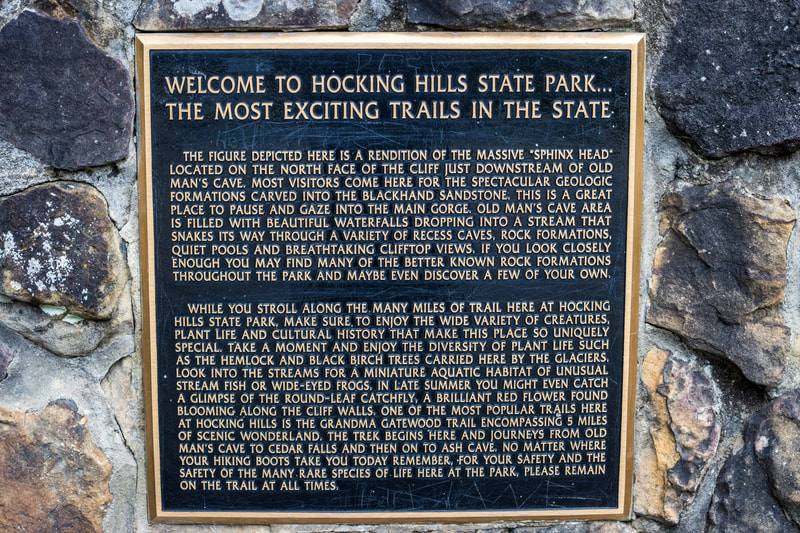 WELCOME TO HOCKING HILLS STATE PARK...
THE MOST EXCITING TRAILS IN THE STATE
THE FIGURE DEPICTED HERE IS A RENDITION OF THE MASSIVE "SPHINX HEAD"
LOCATED ON THE NORTH FACE OF THE CLIFF JUST DOWNSTREAM OF OLD
MAN'S CAVE. MOST VISITORS COME HERE FOR THE SPECTACULAR GEOLOGIC
FORMATIONS CARVED INTO THE BLACKHAND SANDSTONE. THIS IS A GREAT
PLACE TO PAUSE AND GAZE INTO THE MAIN GORGE. OLD MAN'S CAVE AREA
IS FILLED WITH BEAUTIFUL WATERFALLS DROPPING INTO A STREAM THAT
SNAKES ITS WAY THROUGH A VARIETY OF RECESS CAVES, ROCK FORMATIONS,
QUIET POOLS AND BREATHTAKING CLIFFTOP VIEWS. IF YOU LOOK CLOSELY
ENOUGH YOU MAY FIND MANY OF THE BETTER KNOWN ROCK FORMATIONS
THROUGHOUT THE PARK AND MAYBE EVEN DISCOVER A FEW OF YOUR OWN.
WHILE YOU STROLL ALONG THE MANY MILES OF TRAIL HERE AT HOCKING
HILLS STATE PARK, MAKE SURE TO ENJOY THE WIDE VARIETY OF CREATURES,
PLANT LIFE AND CULTURAL HISTORY THAT MAKE THIS PLACE SO UNIQUELY
SPECIAL. TAKE A MOMENT AND ENJOY THE DIVERSITY OF PLANT LIFE SUCH
AS THE HEMLOCK AND BLACK BIRCH TREES CARRIED HERE BY THE GLACIERS.
LOOK INTO THE STREAMS FOR A MINIATURE AQUATIC HABITAT OF UNUSUAL
STREAM FISH OR WIDE-EYED FROGS. IN LATE SUMMER YOU MIGHT EVEN CATCH
A GLIMPSE OF THE ROUND-LEAF CATCHFLY, A BRILLIANT RED FLOWER FOUND
BLOOMING ALONG THE CLIFF WALLS. ONE OF THE MOST POPULAR TRAILS HERE
AT HOCKING HILLS IS THE GRANDMA GATEWOOD TRAIL ENCOMPASSING 5 MILES
OF SCENIC WONDERLAND. THE TREK BEGINS HERE AND JOURNEYS FROM OLD
MAN'S CAVE TO CEDAR FALLS AND THEN ON TO ASH CAVE. NO MATTER WHERE
YOUR HIKING BOOTS TAKE YOU TODAY REMEMBER, FOR YOUR SAFETY AND THE
SAFETY OF THE MANY RARE SPECIES OF LIFE HERE AT THE PARK, PLEASE REMAIN
ON THE TRAIL AT ALL TIMES.